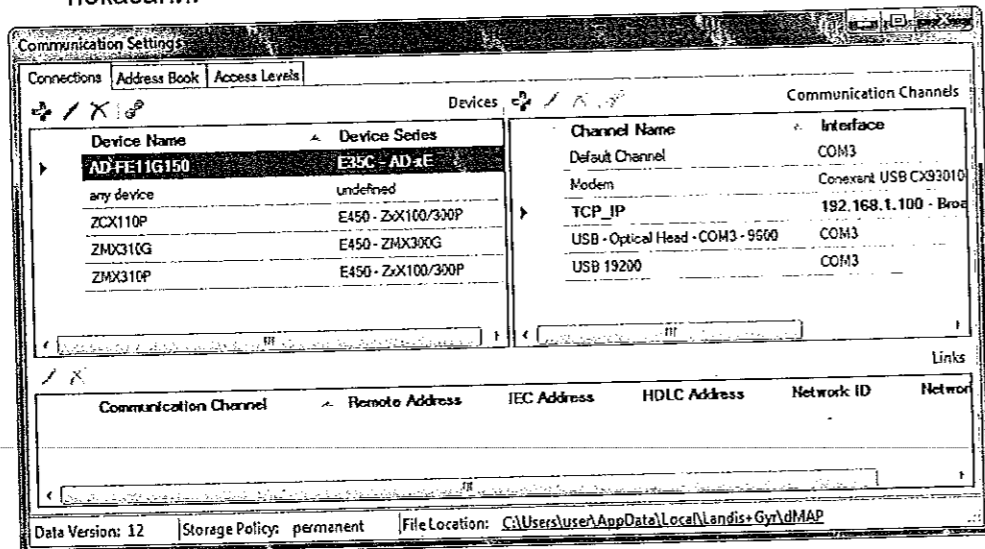 Communication Settings
Connections Address Book Access Levels
Devices
Device Name Device Series
AD-FE11G150 E35C - AD-xE
any device undefined
ZCX110P E450 - ZxX100/300P
ZMX310G E450 - ZMX300G
ZMX310P E450 - ZxX100/300P
Communication Channels
Channel Name Interface
Default Channel COM3
Modem Conexant USB CX93010
TCP_IP 192.168.1.100 - Broa
USB - Optical Head - COM3 - 9600 COM3
USB 19200 COM3
Links
Communication Channel Remote Address IEC Address HDLC Address Network ID Networ
Data Version: 12 Storage Policy: permanent File Location: C:\Users\user\AppData\Local\Landis+Gyr\dMAP